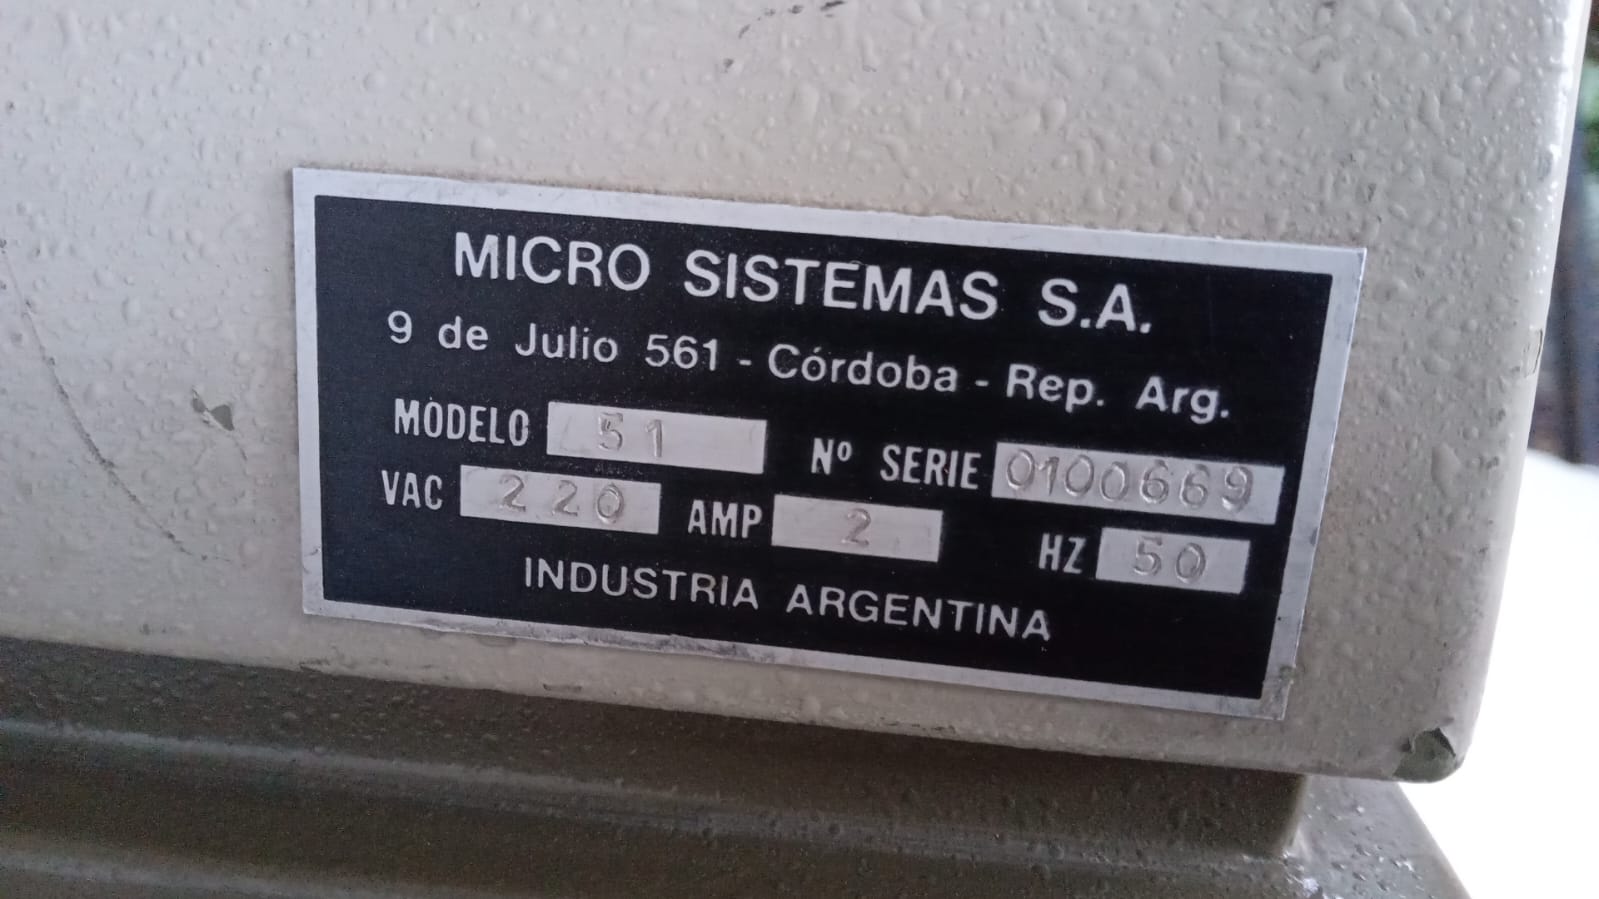 MICRO SISTEMAS S.A.
9 de Julio 561 - Córdoba - Rep. Arg.
MODELO 51 Nº SERIE 0100669
VAC 220 AMP 2 HZ 50
INDUSTRIA ARGENTINA